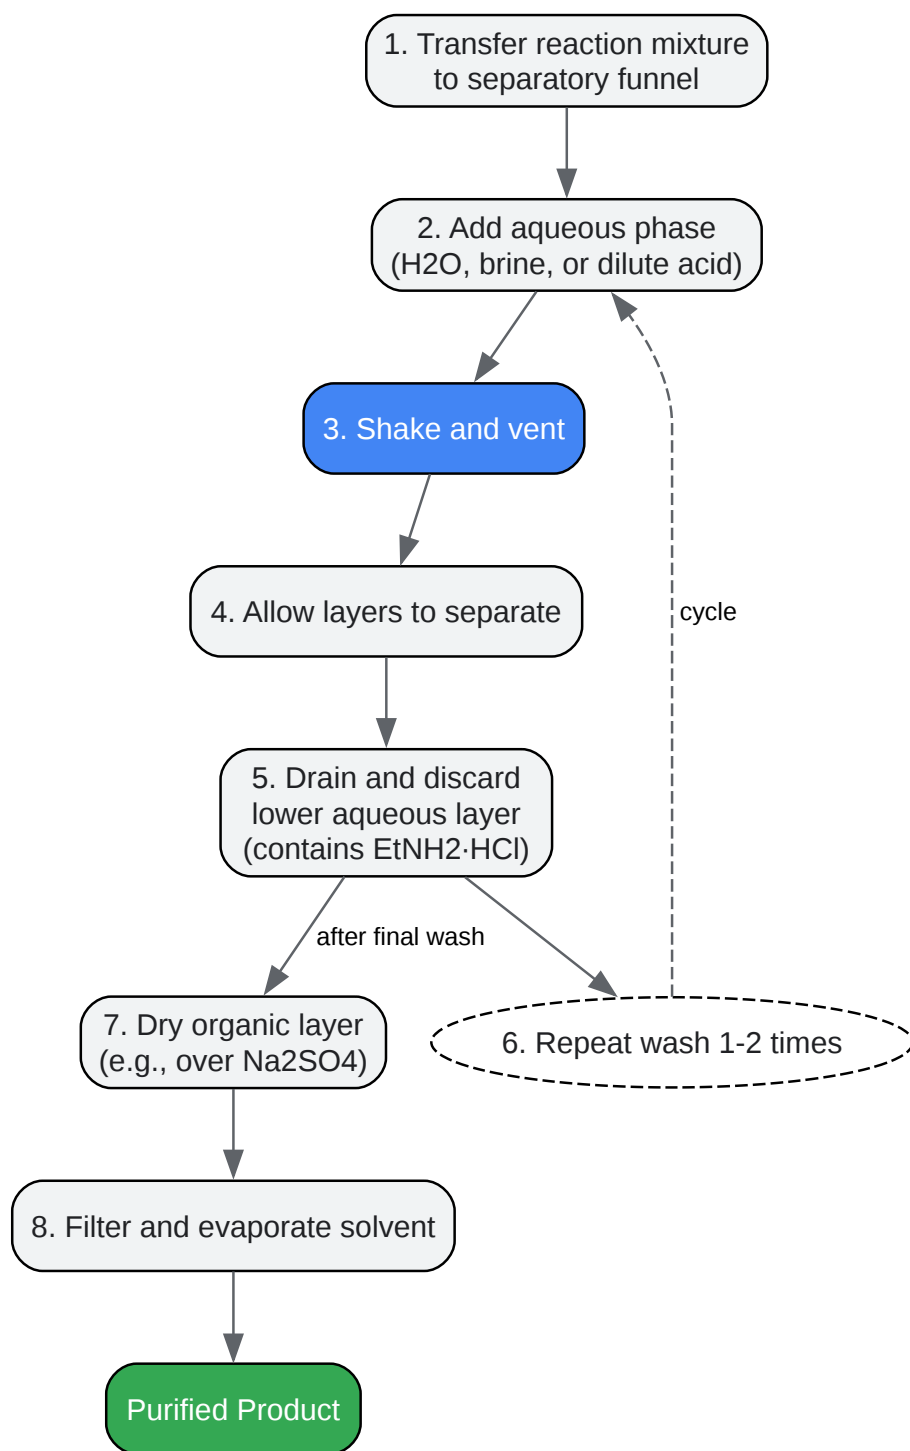 1. Transfer reaction mixture
to separatory funnel
2. Add aqueous phase
(H2O, brine, or dilute acid)
3. Shake and vent
4. Allow layers to separate
cycle
5. Drain and discard
lower aqueous layer
(contains EtNH2·HCl)
after final wash
7. Dry organic layer
(e.g., over Na2SO4)
6. Repeat wash 1-2 times
8. Filter and evaporate solvent
Purified Product